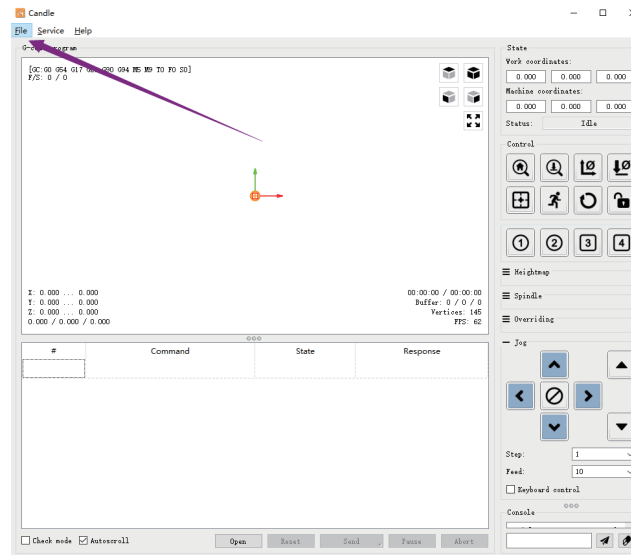 Candle
File Service Help
G-code program
[GC:G0 G54 G17 G21 G90 G94 M5 M9 T0 F0 S0]
F/S: 0 / 0
X: 0.000 ... 0.000
Y: 0.000 ... 0.000
Z: 0.000 ... 0.000
0.000 / 0.000 / 0.000
00:00:00 / 00:00:00
Buffer: 0 / 0 / 0
Vertices: 145
FPS: 62
# Command State Response
Check mode Autoscroll Open Reset Send Pause Abort
State
Work coordinates:
0.000 0.000 0.000
Machine coordinates:
0.000 0.000 0.000
Status: Idle
Control
1 2 3 4
Heightmap
Spindle
Overriding
Jog
Step: 1
Feed: 10
Keyboard control
Console